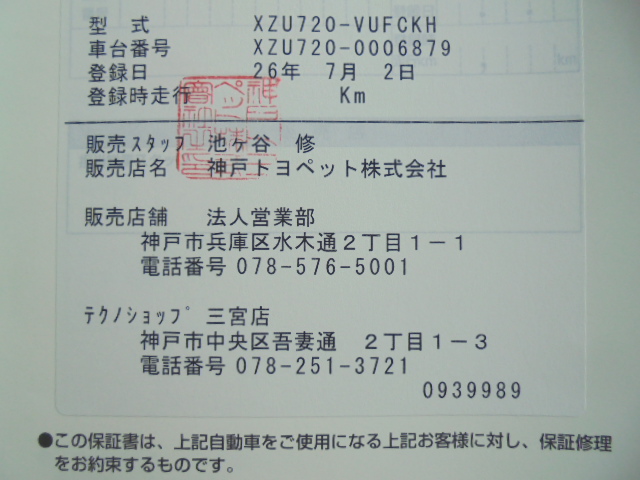 型　式　XZU720-VUFCKH
車台番号　XZU720-0006879
登録日　26年　7月　2日
登録時走行　Km
販売ｽﾀｯﾌ　池ヶ谷　修
販売店名　神戸トヨペット株式会社
販売店舗　法人営業部
神戸市兵庫区水木通２丁目１－１
電話番号 078-576-5001
ﾃｸﾉｼｮｯﾌﾟ　三宮店
神戸市中央区吾妻通　２丁目１－３
電話番号 078-251-3721
0939989
●この保証書は、上記自動車をご使用になる上記お客様に対し、保証修理
をお約束するものです。